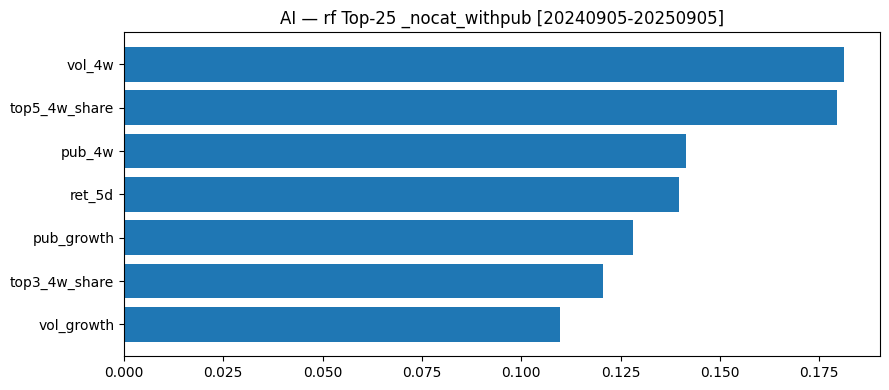 AI — rf Top-25 _nocat_withpub [20240905-20250905]
vol_4w
top5_4w_share
pub_4w
ret_5d
pub_growth
top3_4w_share
vol_growth
0.000 0.025 0.050 0.075 0.100 0.125 0.150 0.175